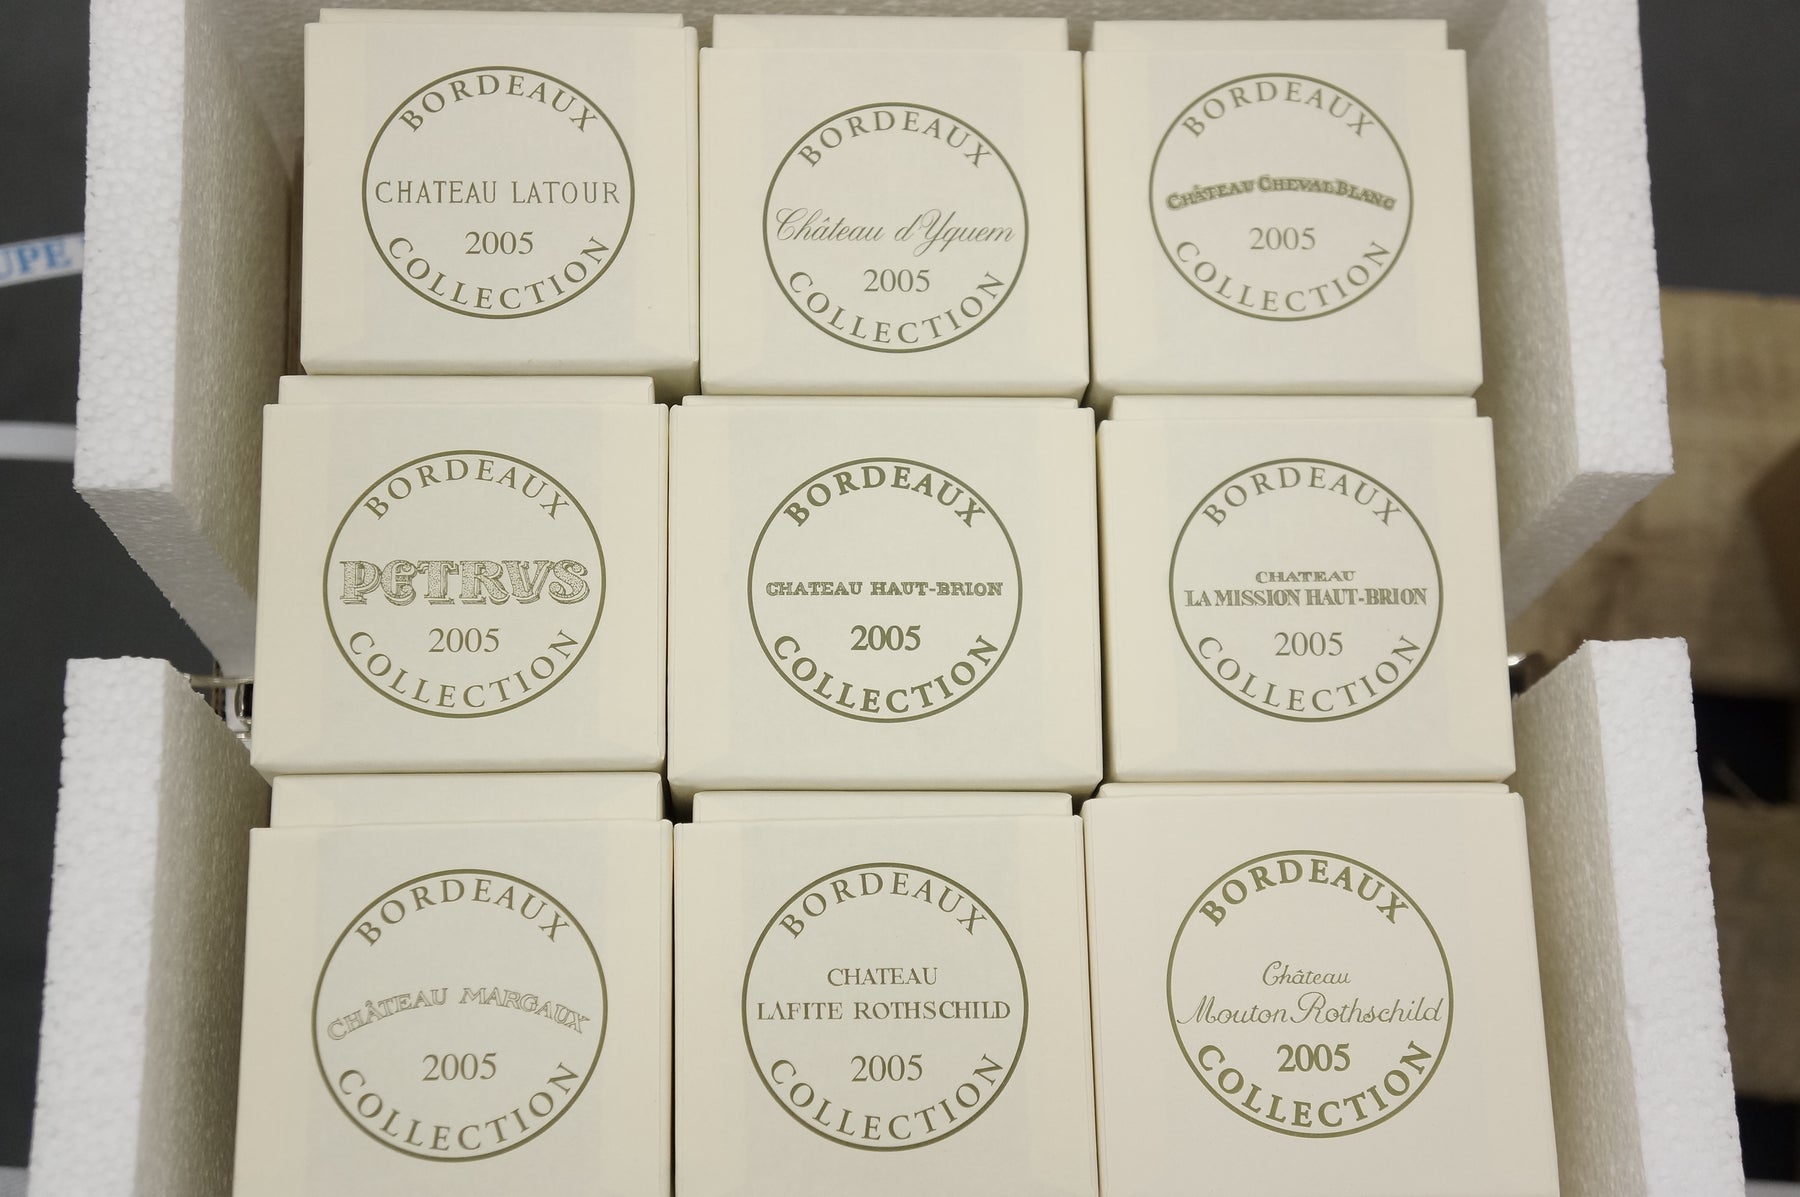 BORDEAUX
CHATEAU LATOUR
2005
COLLECTION
BORDEAUX
Château d'Yquem
2005
COLLECTION
BORDEAUX
CHÂTEAU CHEVAL BLANC
2005
COLLECTION
BORDEAUX
PETRVS
2005
COLLECTION
BORDEAUX
CHATEAU HAUT-BRION
2005
COLLECTION
BORDEAUX
CHATEAU
LA MISSION HAUT-BRION
2005
COLLECTION
BORDEAUX
CHÂTEAU MARGAUX
2005
COLLECTION
BORDEAUX
CHATEAU
LAFITE ROTHSCHILD
2005
COLLECTION
BORDEAUX
Château
Mouton Rothschild
2005
COLLECTION